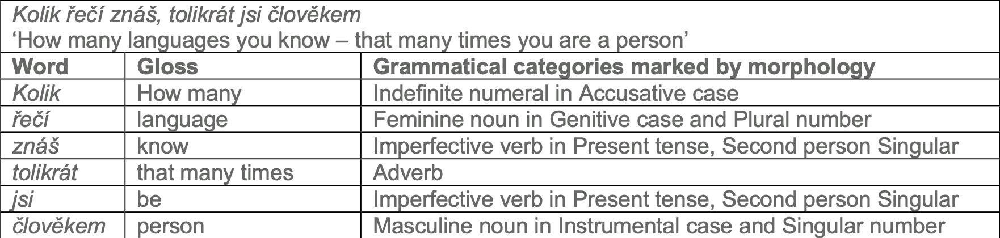 Kolik řečí znáš, tolikrát jsi člověkem
‘How many languages you know – that many times you are a person’
Word Gloss Grammatical categories marked by morphology
Kolik How many Indefinite numeral in Accusative case
řečí language Feminine noun in Genitive case and Plural number
znáš know Imperfective verb in Present tense, Second person Singular
tolikrát that many times Adverb
jsi be Imperfective verb in Present tense, Second person Singular
člověkem person Masculine noun in Instrumental case and Singular number